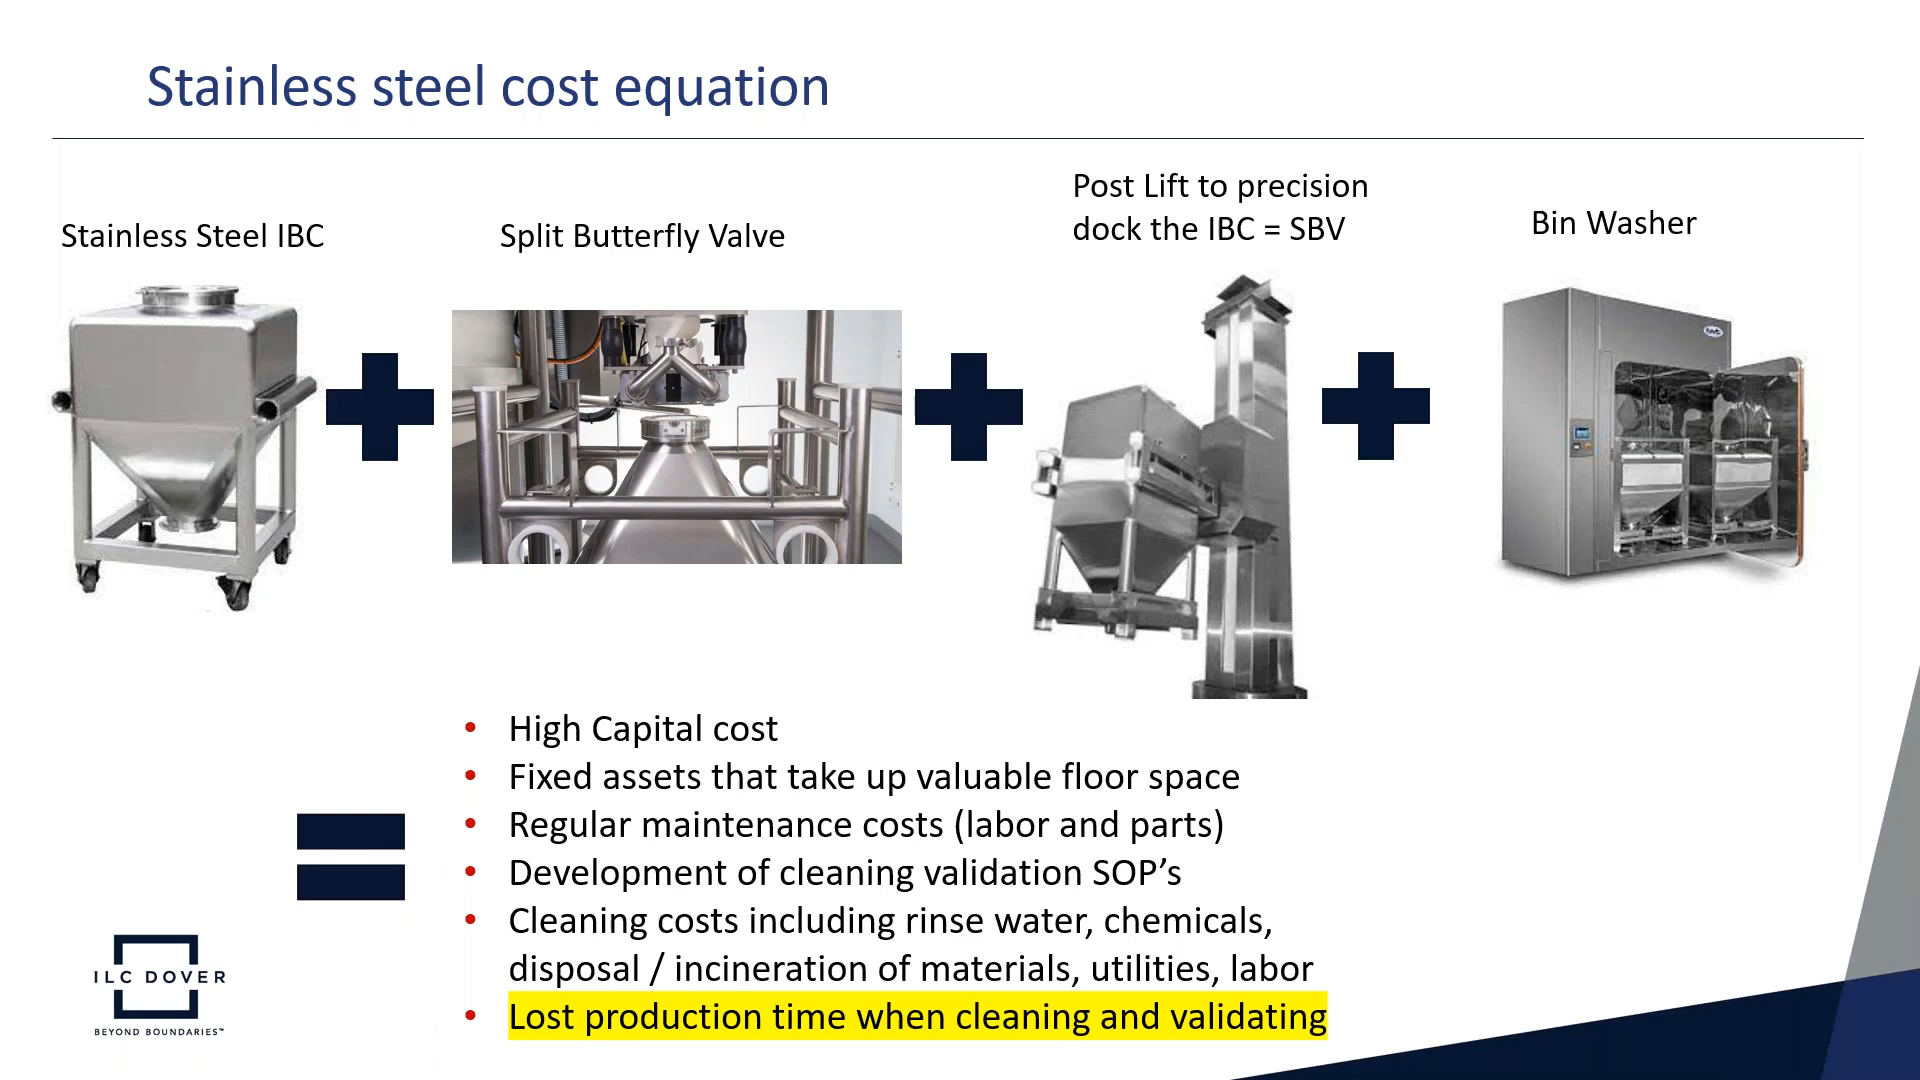 Stainless steel cost equation
Stainless Steel IBC
Split Butterfly Valve
Post Lift to precision
dock the IBC = SBV
Bin Washer
• High Capital cost
• Fixed assets that take up valuable floor space
• Regular maintenance costs (labor and parts)
• Development of cleaning validation SOP’s
• Cleaning costs including rinse water, chemicals,
disposal / incineration of materials, utilities, labor
• Lost production time when cleaning and validating
ILC DOVER
BEYOND BOUNDARIES™